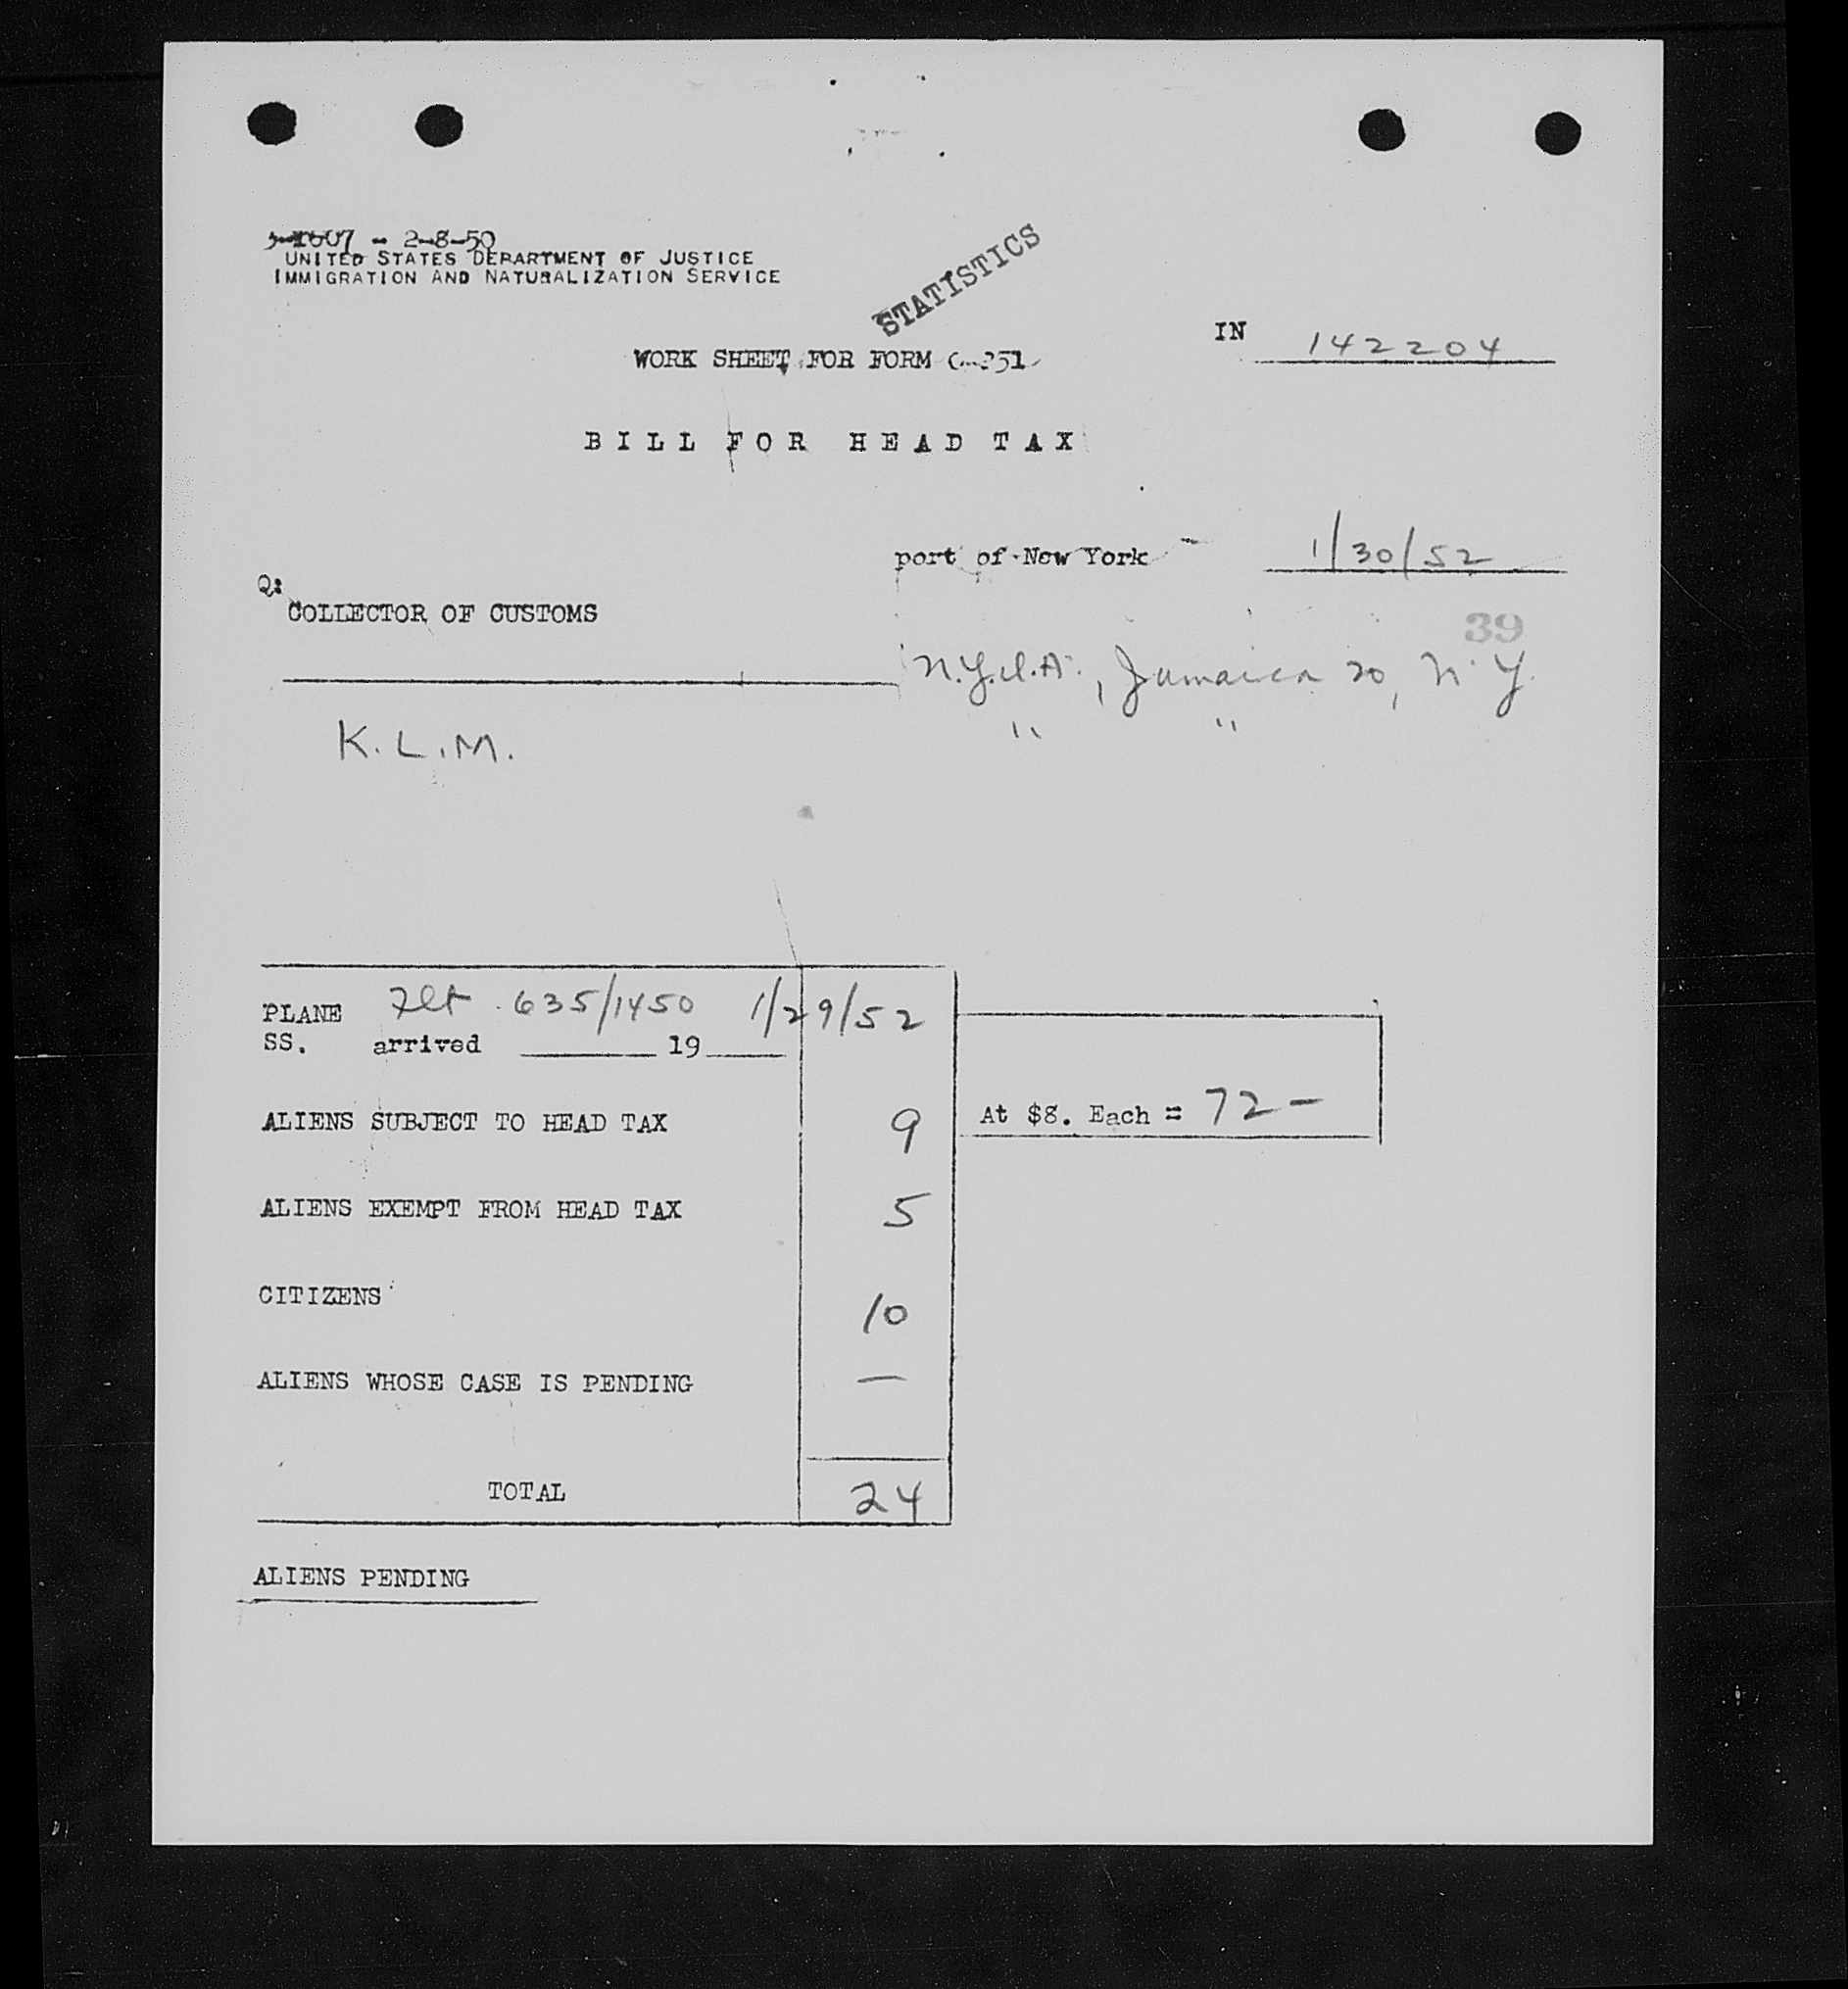 - 2-8-50
UNITED STATES DEPARTMENT OF JUSTICE
IMMIGRATION AND NATURALIZATION SERVICE
STATISTICS
IN 142204
WORK SHEET FOR FORM
BILL FOR HEAD TAX
port of New York - 1/30/52
COLLECTOR OF CUSTOMS
39
N.Y.I.A., Jamaica 20, N.Y.
K.L.M. " "
PLANE Flt 635/1450 1/29/52
SS. arrived ______ 19____
ALIENS SUBJECT TO HEAD TAX 9 At $8. Each = 72 -
ALIENS EXEMPT FROM HEAD TAX 5
CITIZENS 10
ALIENS WHOSE CASE IS PENDING —
TOTAL 24
ALIENS PENDING